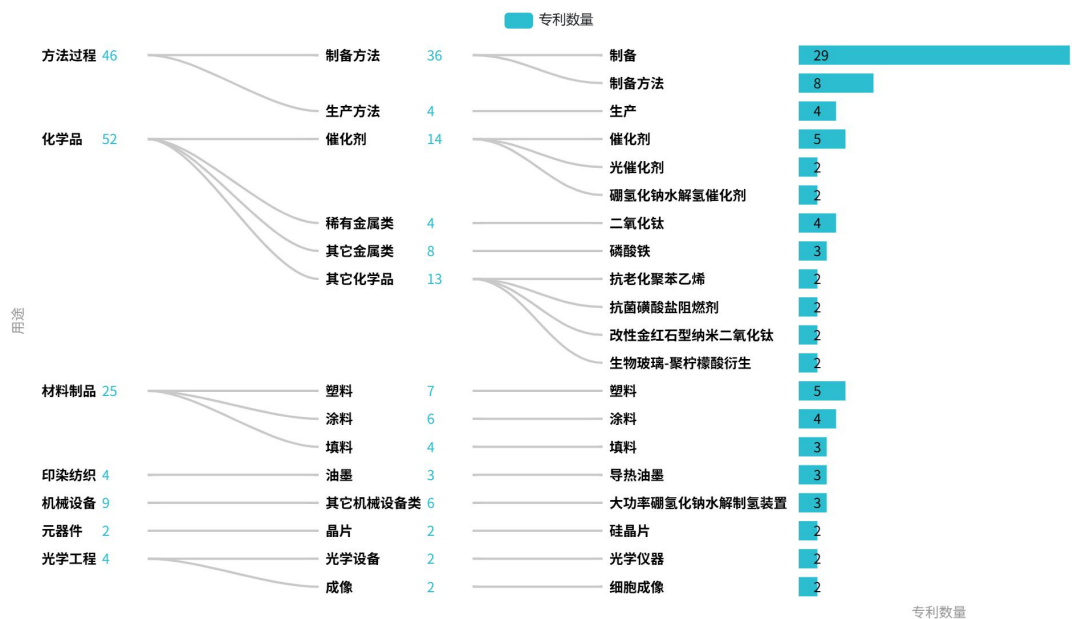 专利数量
方法过程 46 制备方法 36 制备 29
制备方法 8
生产方法 4 生产 4
化学品 52 催化剂 14 催化剂 5
光催化剂 2
硼氢化钠水解氢催化剂 2
稀有金属类 4 二氧化钛 4
其它金属类 8 磷酸铁 3
其它化学品 13 抗老化聚苯乙烯 2
抗菌磺酸盐阻燃剂 2
改性金红石型纳米二氧化钛 2
生物玻璃-聚柠檬酸衍生 2
用途
材料制品 25 塑料 7 塑料 5
涂料 6 涂料 4
填料 4 填料 3
印染纺织 4 油墨 3 导热油墨 3
机械设备 9 其它机械设备类 6 大功率硼氢化钠水解制氢装置 3
元器件 2 晶片 2 硅晶片 2
光学工程 4 光学设备 2 光学仪器 2
成像 2 细胞成像 2
专利数量